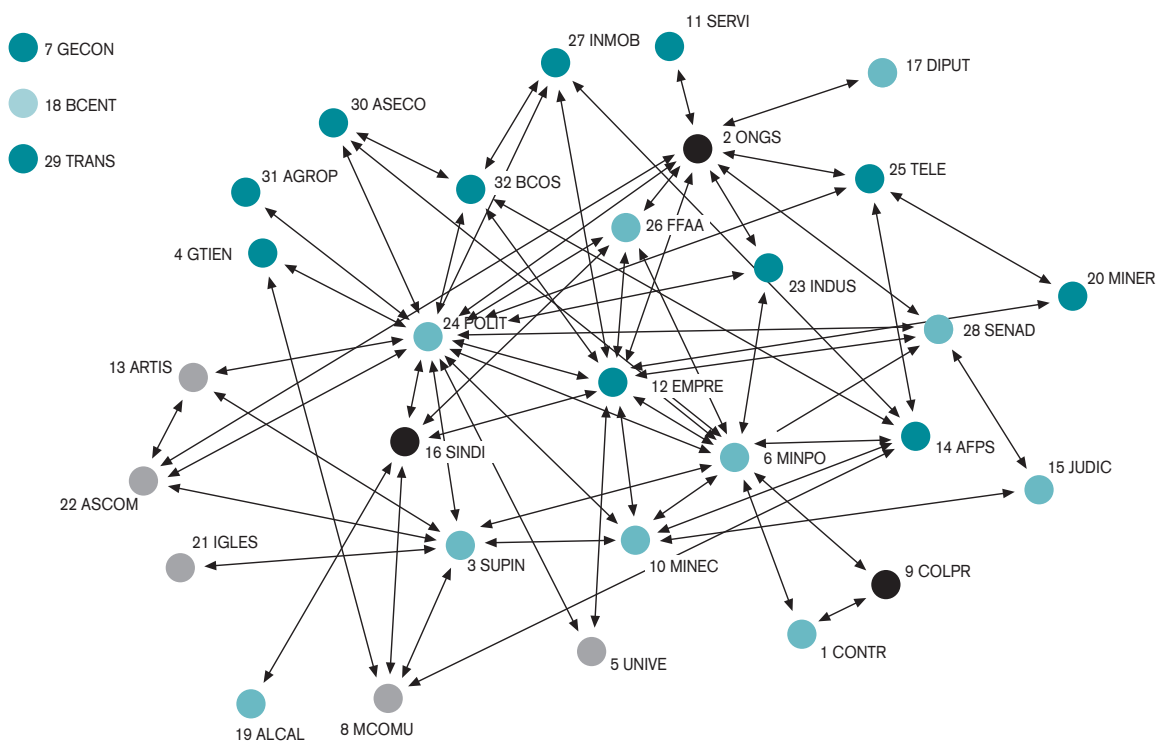 11 SERVI
27 INMOB
7 GECON
17 DIPUT
18 BCENT
30 ASECO
2 ONGS
29 TRANS
25 TELE
31 AGROP
32 BCOS
26 FFAA
4 GTIEN
23 INDUS
20 MINER
24 POLIT
28 SENAD
13 ARTIS
12 EMPRE
16 SINDI
6 MINPO
14 AFPS
15 JUDIC
22 ASCOM
21 IGLES
3 SUPIN
10 MINEC
9 COLPR
1 CONTR
5 UNIVE
19 ALCAL
8 MCOMU